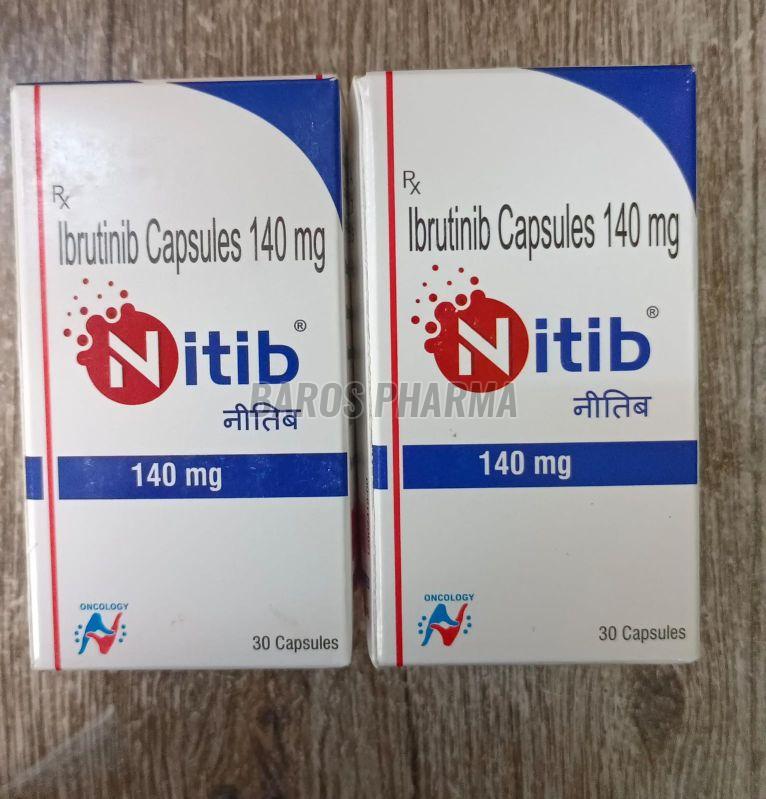 Rx
Ibrutinib Capsules 140 mg
Nitib®
नीतिब
140 mg
ONCOLOGY
30 Capsules
Rx
Ibrutinib Capsules 140 mg
Nitib®
नीतिब
140 mg
ONCOLOGY
30 Capsules
BAROS PHARMA